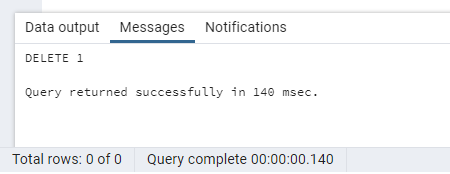 Data output Messages Notifications
DELETE 1
Query returned successfully in 140 msec.
Total rows: 0 of 0 Query complete 00:00:00.140